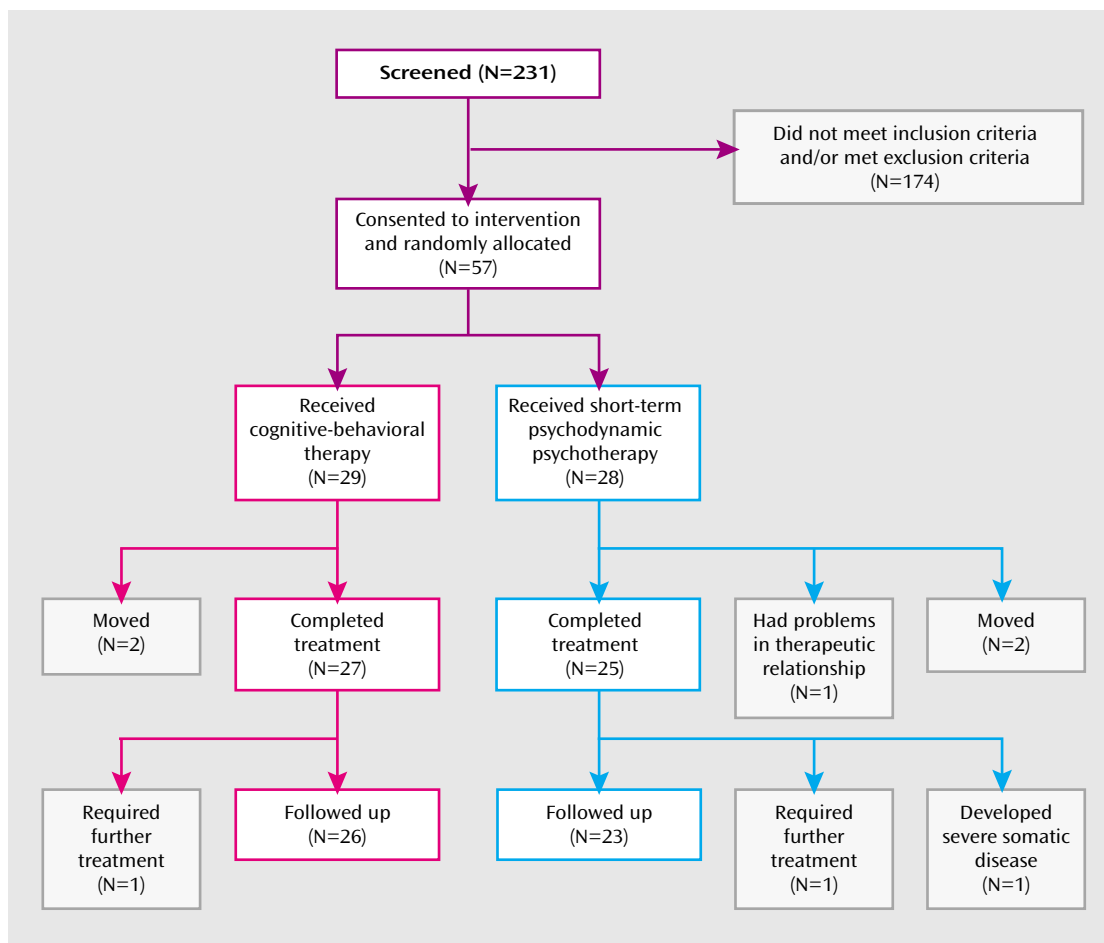 Screened (N=231)
Did not meet inclusion criteria
and/or met exclusion criteria
(N=174)
Consented to intervention
and randomly allocated
(N=57)
Received
cognitive-behavioral
therapy
(N=29)
Received short-term
psychodynamic
psychotherapy
(N=28)
Moved
(N=2)
Completed
treatment
(N=27)
Completed
treatment
(N=25)
Had problems
in therapeutic
relationship
(N=1)
Moved
(N=2)
Required
further
treatment
(N=1)
Followed up
(N=26)
Followed up
(N=23)
Required
further
treatment
(N=1)
Developed
severe somatic
disease
(N=1)